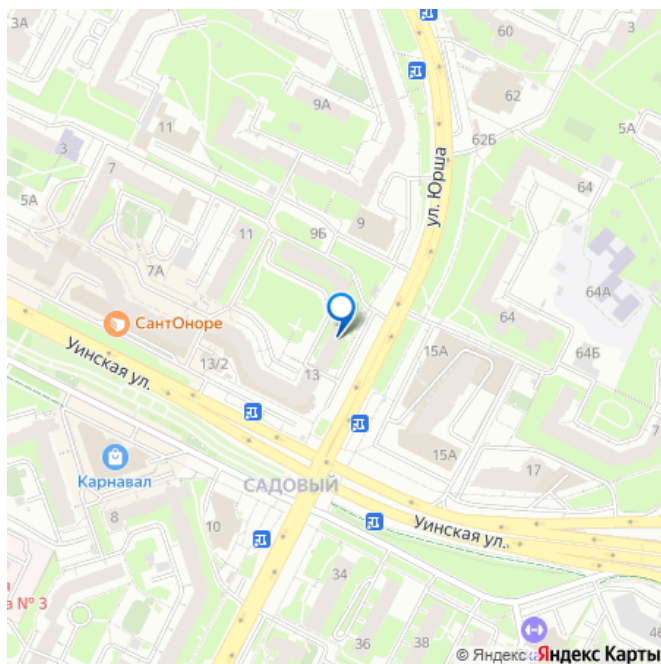 3А
60
3
62
9А
62Б
5А
11
3
7
ул. Юрша
64
5А
11
9Б
9
7А
64А
СантОноре
64
15А
Уинская ул.
13/2
13
64Б
7
15А
17
Карнавал
САДОВЫЙ
8
10
Уинская ул.
34
а № 3
36
38
46
© Яндекс
Яндекс Карты